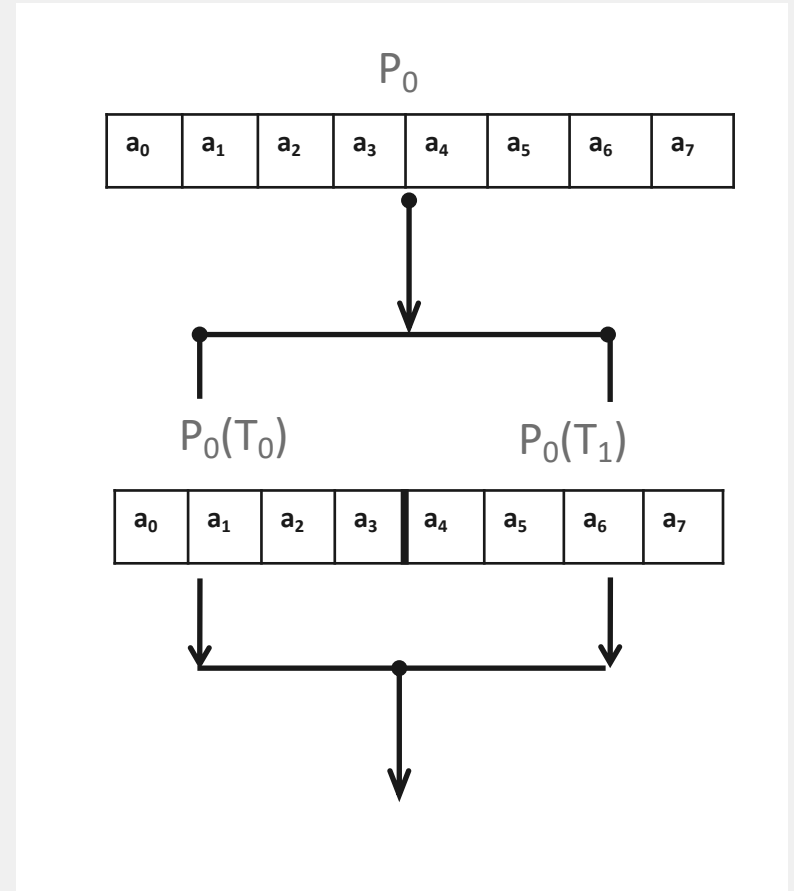 P₀
a₀ a₁ a₂ a₃ a₄ a₅ a₆ a₇
P₀(T₀) P₀(T₁)
a₀ a₁ a₂ a₃ a₄ a₅ a₆ a₇